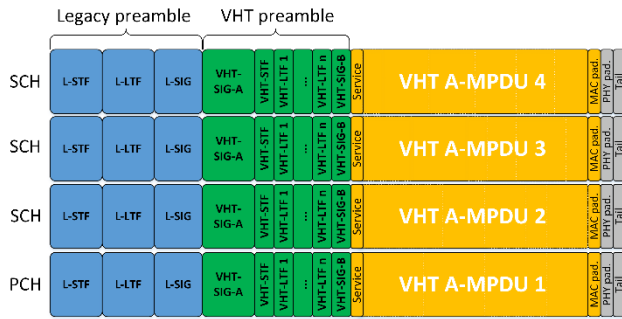 Legacy preamble VHT preamble
SCH L-STF L-LTF L-SIG VHT-SIG-A VHT-STF VHT-LTF 1 ... VHT-LTF n VHT-SIG-B Service VHT A-MPDU 4 MAC pad. PHY pad. Tail
SCH L-STF L-LTF L-SIG VHT-SIG-A VHT-STF VHT-LTF 1 ... VHT-LTF n VHT-SIG-B Service VHT A-MPDU 3 MAC pad. PHY pad. Tail
SCH L-STF L-LTF L-SIG VHT-SIG-A VHT-STF VHT-LTF 1 ... VHT-LTF n VHT-SIG-B Service VHT A-MPDU 2 MAC pad. PHY pad. Tail
PCH L-STF L-LTF L-SIG VHT-SIG-A VHT-STF VHT-LTF 1 ... VHT-LTF n VHT-SIG-B Service VHT A-MPDU 1 MAC pad. PHY pad. Tail